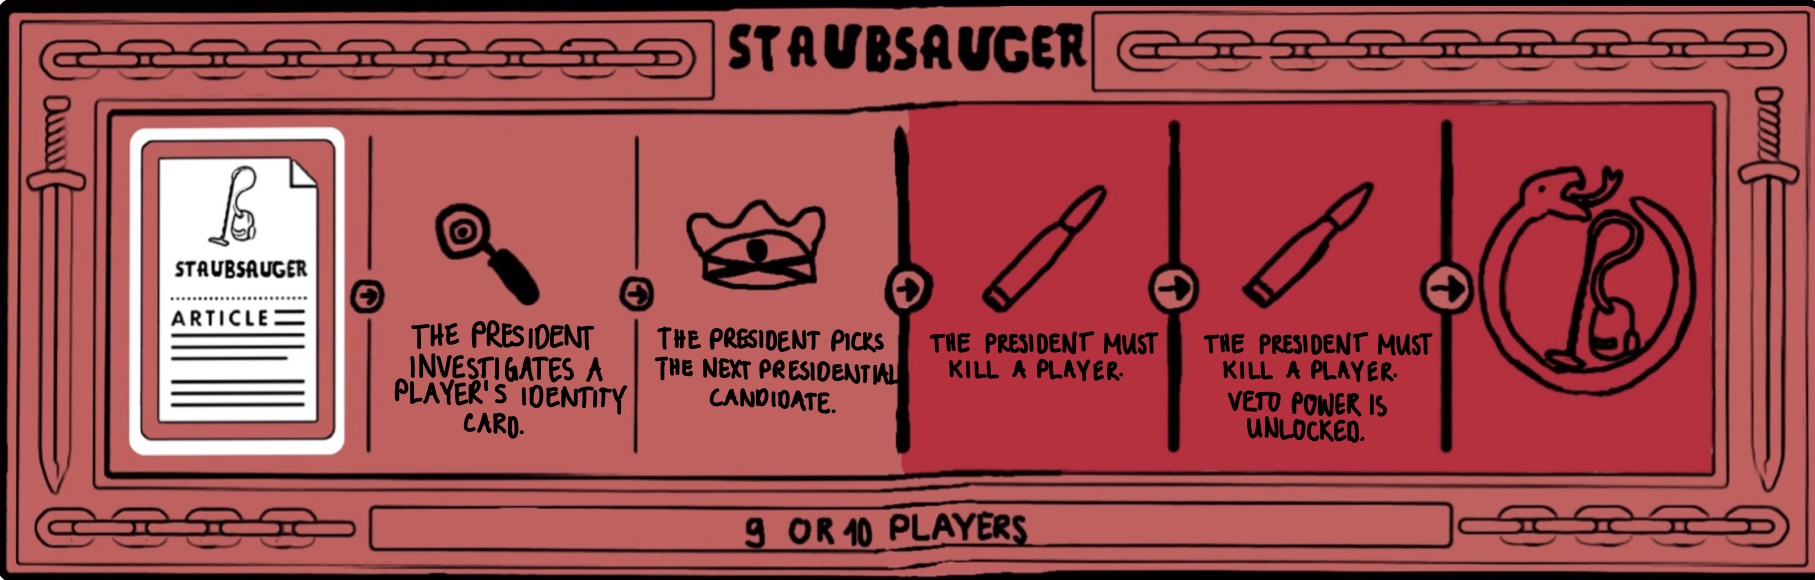 STAUBSAUGER
STAUBSAUGER
ARTICLE
THE PRESIDENT
INVESTIGATES A
PLAYER'S IDENTITY
CARD.
THE PRESIDENT PICKS
THE NEXT PRESIDENTIAL
CANDIDATE.
THE PRESIDENT MUST
KILL A PLAYER.
THE PRESIDENT MUST
KILL A PLAYER.
VETO POWER IS
UNLOCKED.
9 OR 10 PLAYERS